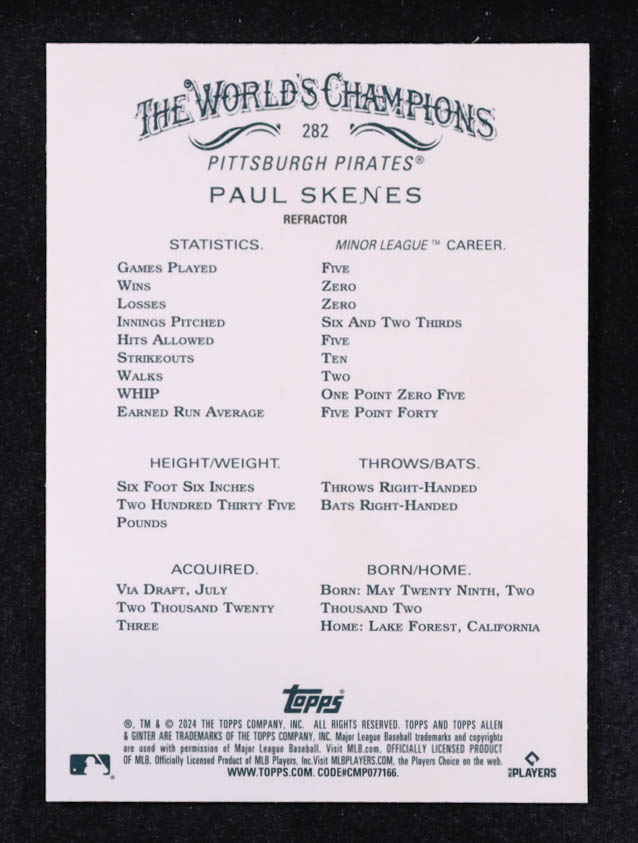 THE WORLD'S CHAMPIONS
282
PITTSBURGH PIRATES®
PAUL SKENES
REFRACTOR
STATISTICS. MINOR LEAGUE™ CAREER.
GAMES PLAYED FIVE
WINS ZERO
LOSSES ZERO
INNINGS PITCHED SIX AND TWO THIRDS
HITS ALLOWED FIVE
STRIKEOUTS TEN
WALKS TWO
WHIP ONE POINT ZERO FIVE
EARNED RUN AVERAGE FIVE POINT FORTY
HEIGHT/WEIGHT.
SIX FOOT SIX INCHES
TWO HUNDRED THIRTY FIVE
POUNDS
THROWS/BATS.
THROWS RIGHT-HANDED
BATS RIGHT-HANDED
ACQUIRED.
VIA DRAFT, JULY
TWO THOUSAND TWENTY
THREE
BORN/HOME.
BORN: MAY TWENTY NINTH, TWO
THOUSAND TWO
HOME: LAKE FOREST, CALIFORNIA
topps®
®, TM & © 2024 THE TOPPS COMPANY, INC. ALL RIGHTS RESERVED. TOPPS AND TOPPS ALLEN
& GINTER ARE TRADEMARKS OF THE TOPPS COMPANY, INC. Major League Baseball trademarks and copyrights
are used with permission of Major League Baseball. Visit MLB.com. OFFICIALLY LICENSED PRODUCT
OF MLB. Officially Licensed Product of MLB Players, Inc.Visit MLBPLAYERS.COM, the Players Choice on the web.
WWW.TOPPS.COM. CODE#CMP077166.
PLAYERS